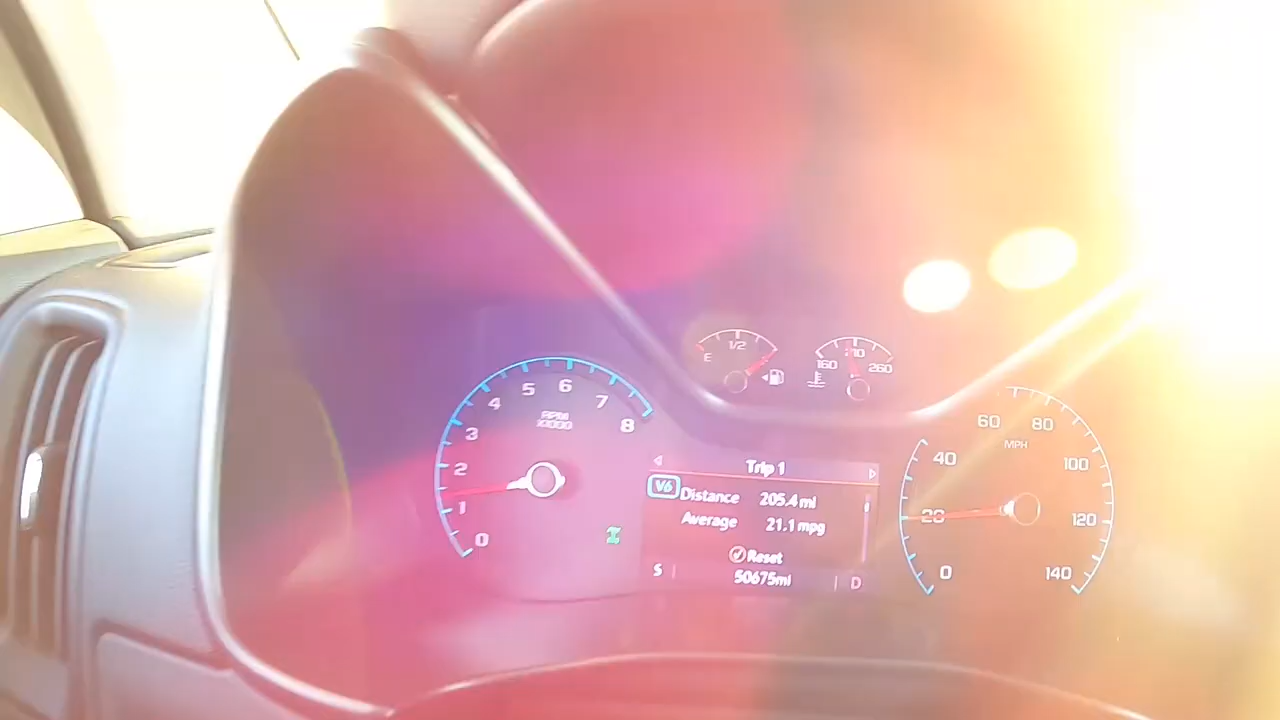 E 1/2
160 210 260
0 1 2 3 4 5 6 7 8
RPM
X1000
Trip 1
V6
Distance 205.4 mi
Average 21.1 mpg
Reset
S 50675mi D
0 20 40 60 80 100 120 140
MPH